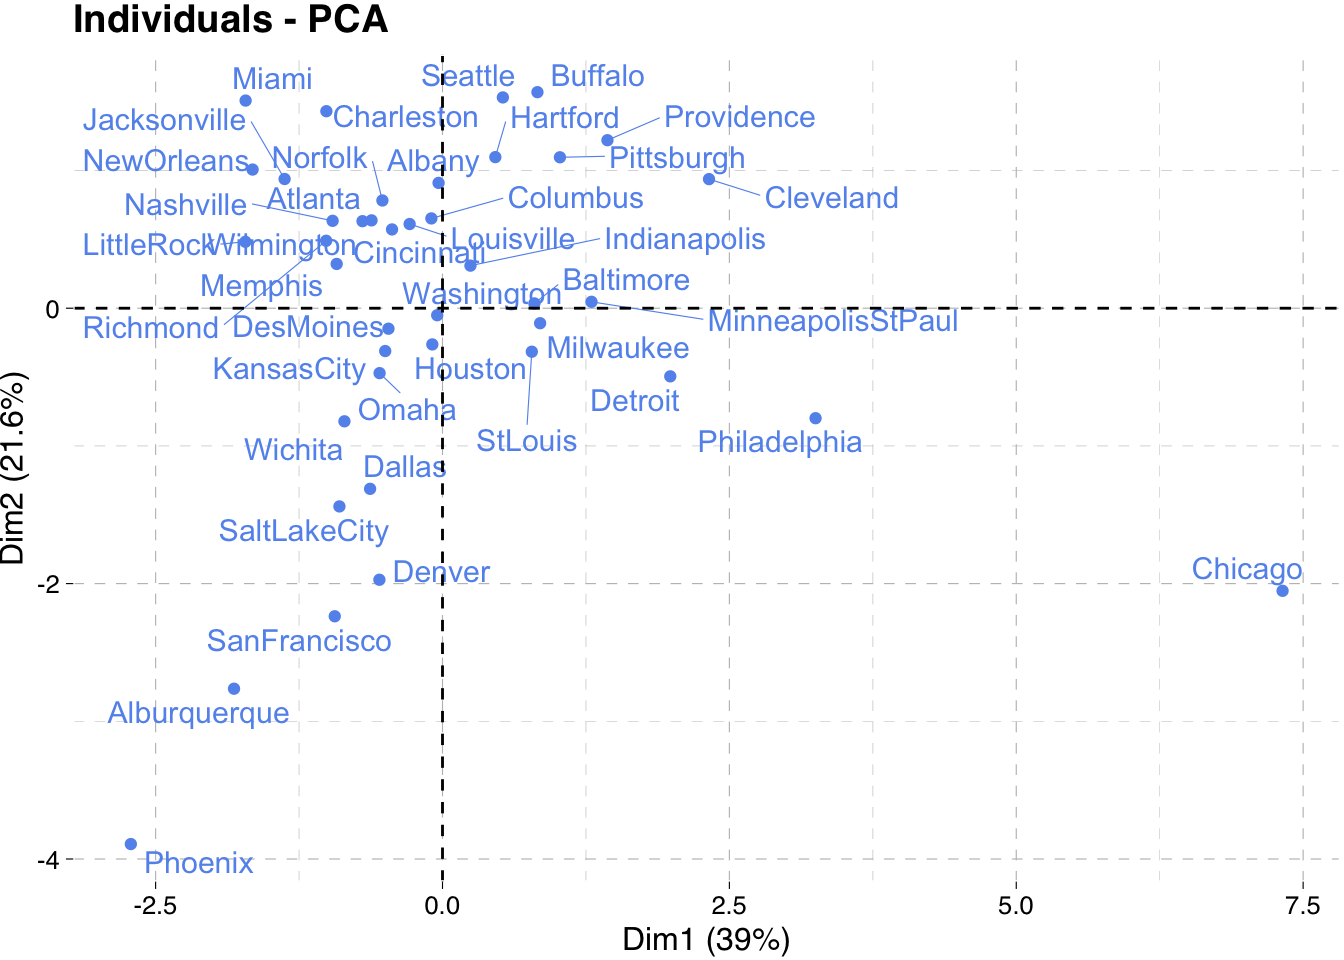 Individuals - PCA
Miami
Seattle
Buffalo
Jacksonville
Charleston
Hartford
Providence
NewOrleans
Norfolk
Albany
Pittsburgh
Nashville
Atlanta
Columbus
Cleveland
LittleRock
Wilmington
Cincinnati
Louisville
Indianapolis
Memphis
Washington
Baltimore
Richmond
DesMoines
MinneapolisStPaul
KansasCity
Houston
Milwaukee
Omaha
Detroit
Wichita
StLouis
Philadelphia
Dallas
SaltLakeCity
Denver
Chicago
SanFrancisco
Alburquerque
Phoenix
0
-2
-4
Dim2 (21.6%)
-2.5
0.0
2.5
5.0
7.5
Dim1 (39%)